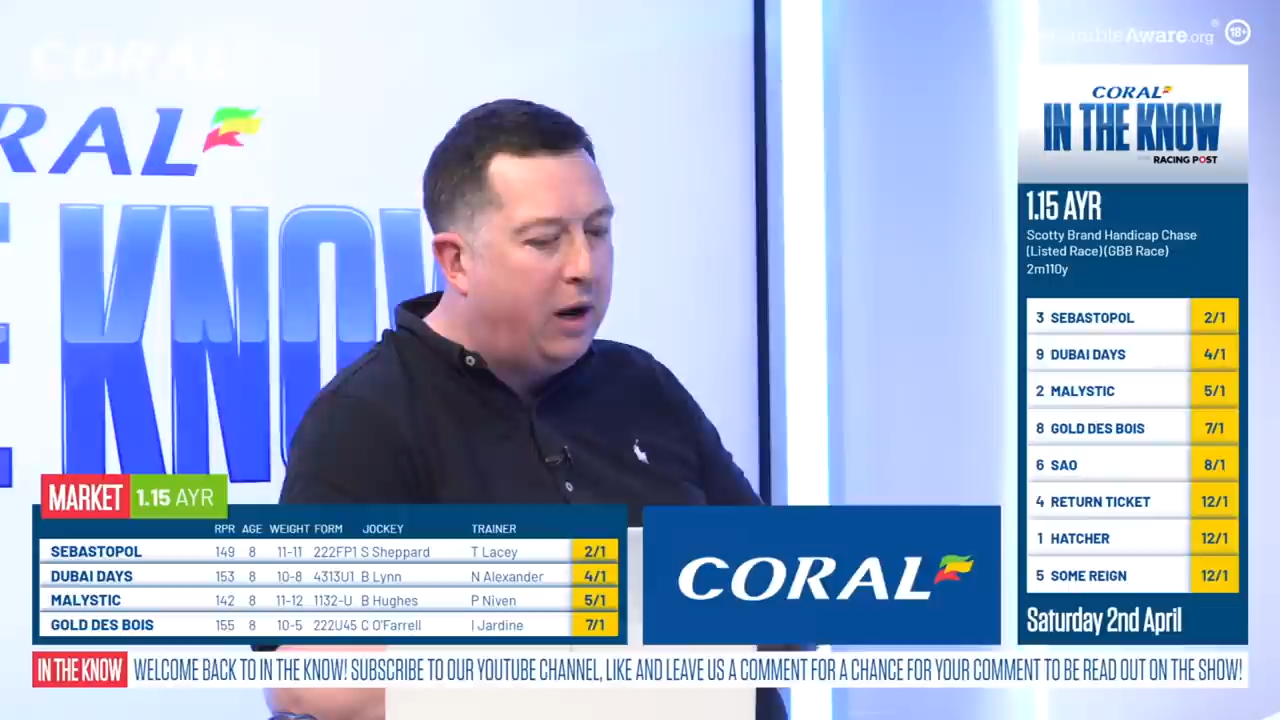 CORAL
GambleAware.org 18+
RAL
KNO
CORAL
IN THE KNOW
RACING POST
1.15 AYR
Scotty Brand Handicap Chase
(Listed Race)(GBB Race)
2m110y
3 SEBASTOPOL 2/1
9 DUBAI DAYS 4/1
2 MALYSTIC 5/1
8 GOLD DES BOIS 7/1
6 SAO 8/1
4 RETURN TICKET 12/1
1 HATCHER 12/1
5 SOME REIGN 12/1
Saturday 2nd April
MARKET 1.15 AYR
RPR AGE WEIGHT FORM JOCKEY TRAINER
SEBASTOPOL 149 8 11-11 222FP1 S Sheppard T Lacey 2/1
DUBAI DAYS 153 8 10-8 4313U1 B Lynn N Alexander 4/1
MALYSTIC 142 8 11-12 1132-U B Hughes P Niven 5/1
GOLD DES BOIS 155 8 10-5 222U45 C O'Farrell I Jardine 7/1
CORAL
IN THE KNOW WELCOME BACK TO IN THE KNOW! SUBSCRIBE TO OUR YOUTUBE CHANNEL, LIKE AND LEAVE US A COMMENT FOR A CHANCE FOR YOUR COMMENT TO BE READ OUT ON THE SHOW!